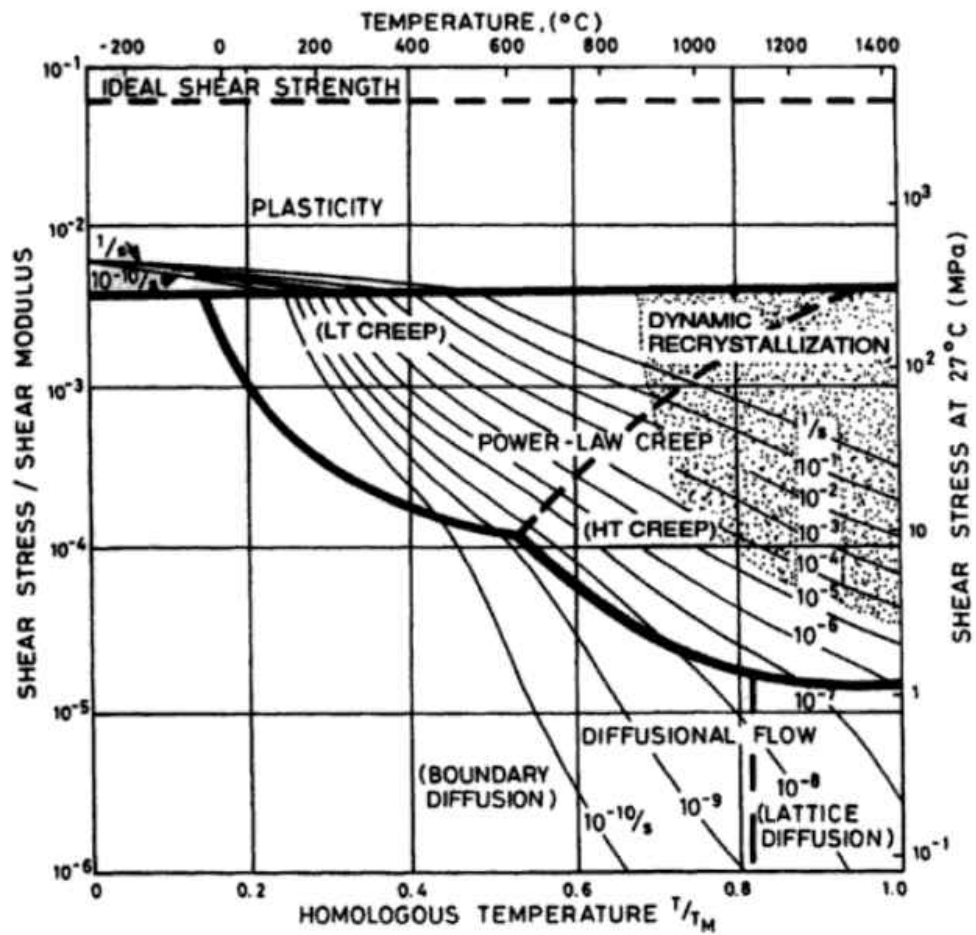 TEMPERATURE, (°C)
-200 0 200 400 600 800 1000 1200 1400
10⁻¹
IDEAL SHEAR STRENGTH
10³
PLASTICITY
10⁻²
1/s
10⁻¹⁰/s
(LT CREEP)
DYNAMIC
RECRYSTALLIZATION
10²
10⁻³
1/s
POWER-LAW CREEP
10⁻¹
10⁻²
(HT CREEP)
10⁻³
10
10⁻⁴
10⁻⁴
10⁻⁵
10⁻⁶
10⁻⁷
1
10⁻⁵
DIFFUSIONAL FLOW
(BOUNDARY
DIFFUSION)
10⁻¹⁰/s
10⁻⁹
10⁻⁸
(LATTICE
DIFFUSION)
10⁻¹
10⁻⁶
0 0.2 0.4 0.6 0.8 1.0
HOMOLOGOUS TEMPERATURE T/T_M
SHEAR STRESS / SHEAR MODULUS
SHEAR STRESS AT 27°C (MPa)